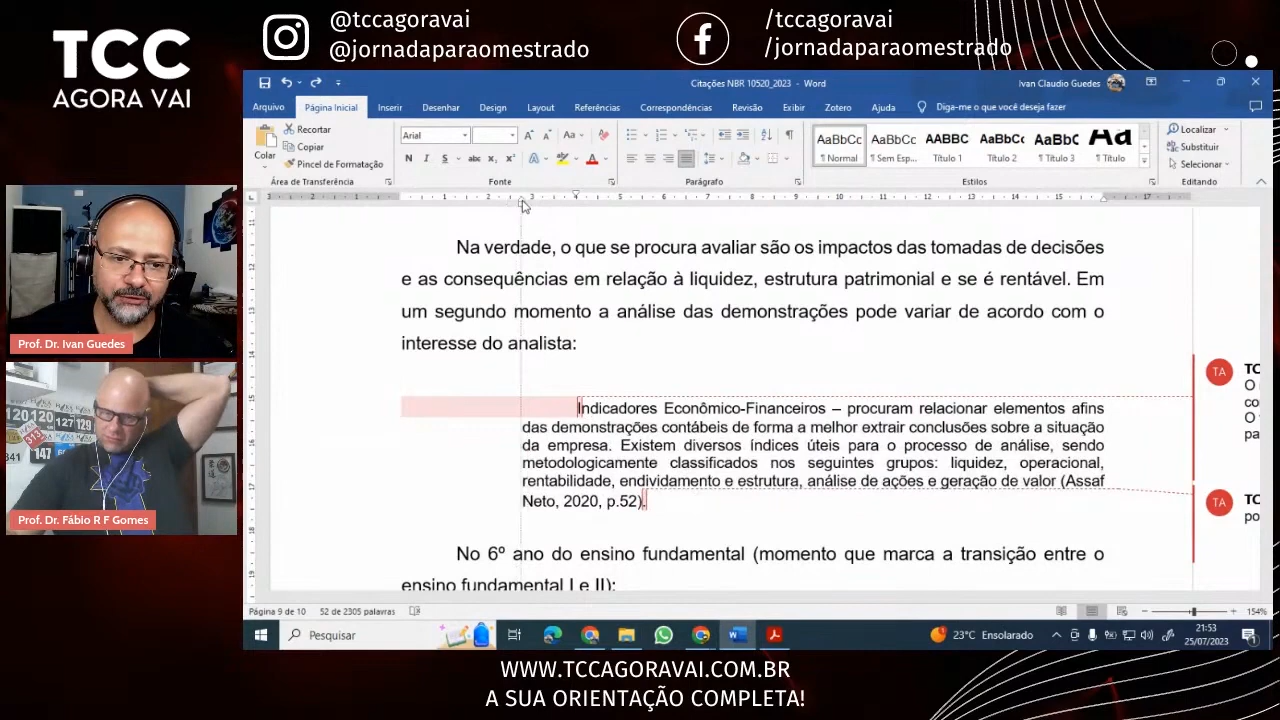 TCC
AGORA VAI
@tccagoravai
@jornadaparaomestrado
/tccagoravai
/jornadaparaomestrado
Citações NBR 10520_2023 - Word
Ivan Claudio Guedes
Arquivo Página Inicial Inserir Desenhar Design Layout Referências Correspondências Revisão Exibir Zotero Ajuda Diga-me o que você deseja fazer
Colar
Recortar
Copiar
Pincel de Formatação
Área de Transferência
Arial
Fonte
Parágrafo
AaBbCc AaBbCc AABBC AaBbCc AaBbC Aa
¶ Normal ¶ Sem Esp... Título 1 Título 2 ¶ Título 3 ¶ Título
Estilos
Localizar
Substituir
Selecionar
Editando
Na verdade, o que se procura avaliar são os impactos das tomadas de decisões
e as consequências em relação à liquidez, estrutura patrimonial e se é rentável. Em
um segundo momento a análise das demonstrações pode variar de acordo com o
interesse do analista:
Indicadores Econômico-Financeiros – procuram relacionar elementos afins
das demonstrações contábeis de forma a melhor extrair conclusões sobre a situação
da empresa. Existem diversos índices úteis para o processo de análise, sendo
metodologicamente classificados nos seguintes grupos: liquidez, operacional,
rentabilidade, endividamento e estrutura, análise de ações e geração de valor (Assaf
Neto, 2020, p.52).
No 6º ano do ensino fundamental (momento que marca a transição entre o
ensino fundamental I e II):
TA
TC
O
co
O
pa
TA
TC
po
Prof. Dr. Ivan Guedes
Prof. Dr. Fábio R F Gomes
Página 9 de 10 52 de 2305 palavras
154%
Pesquisar
23°C Ensolarado
21:53
25/07/2023
WWW.TCCAGORAVAI.COM.BR
A SUA ORIENTAÇÃO COMPLETA!